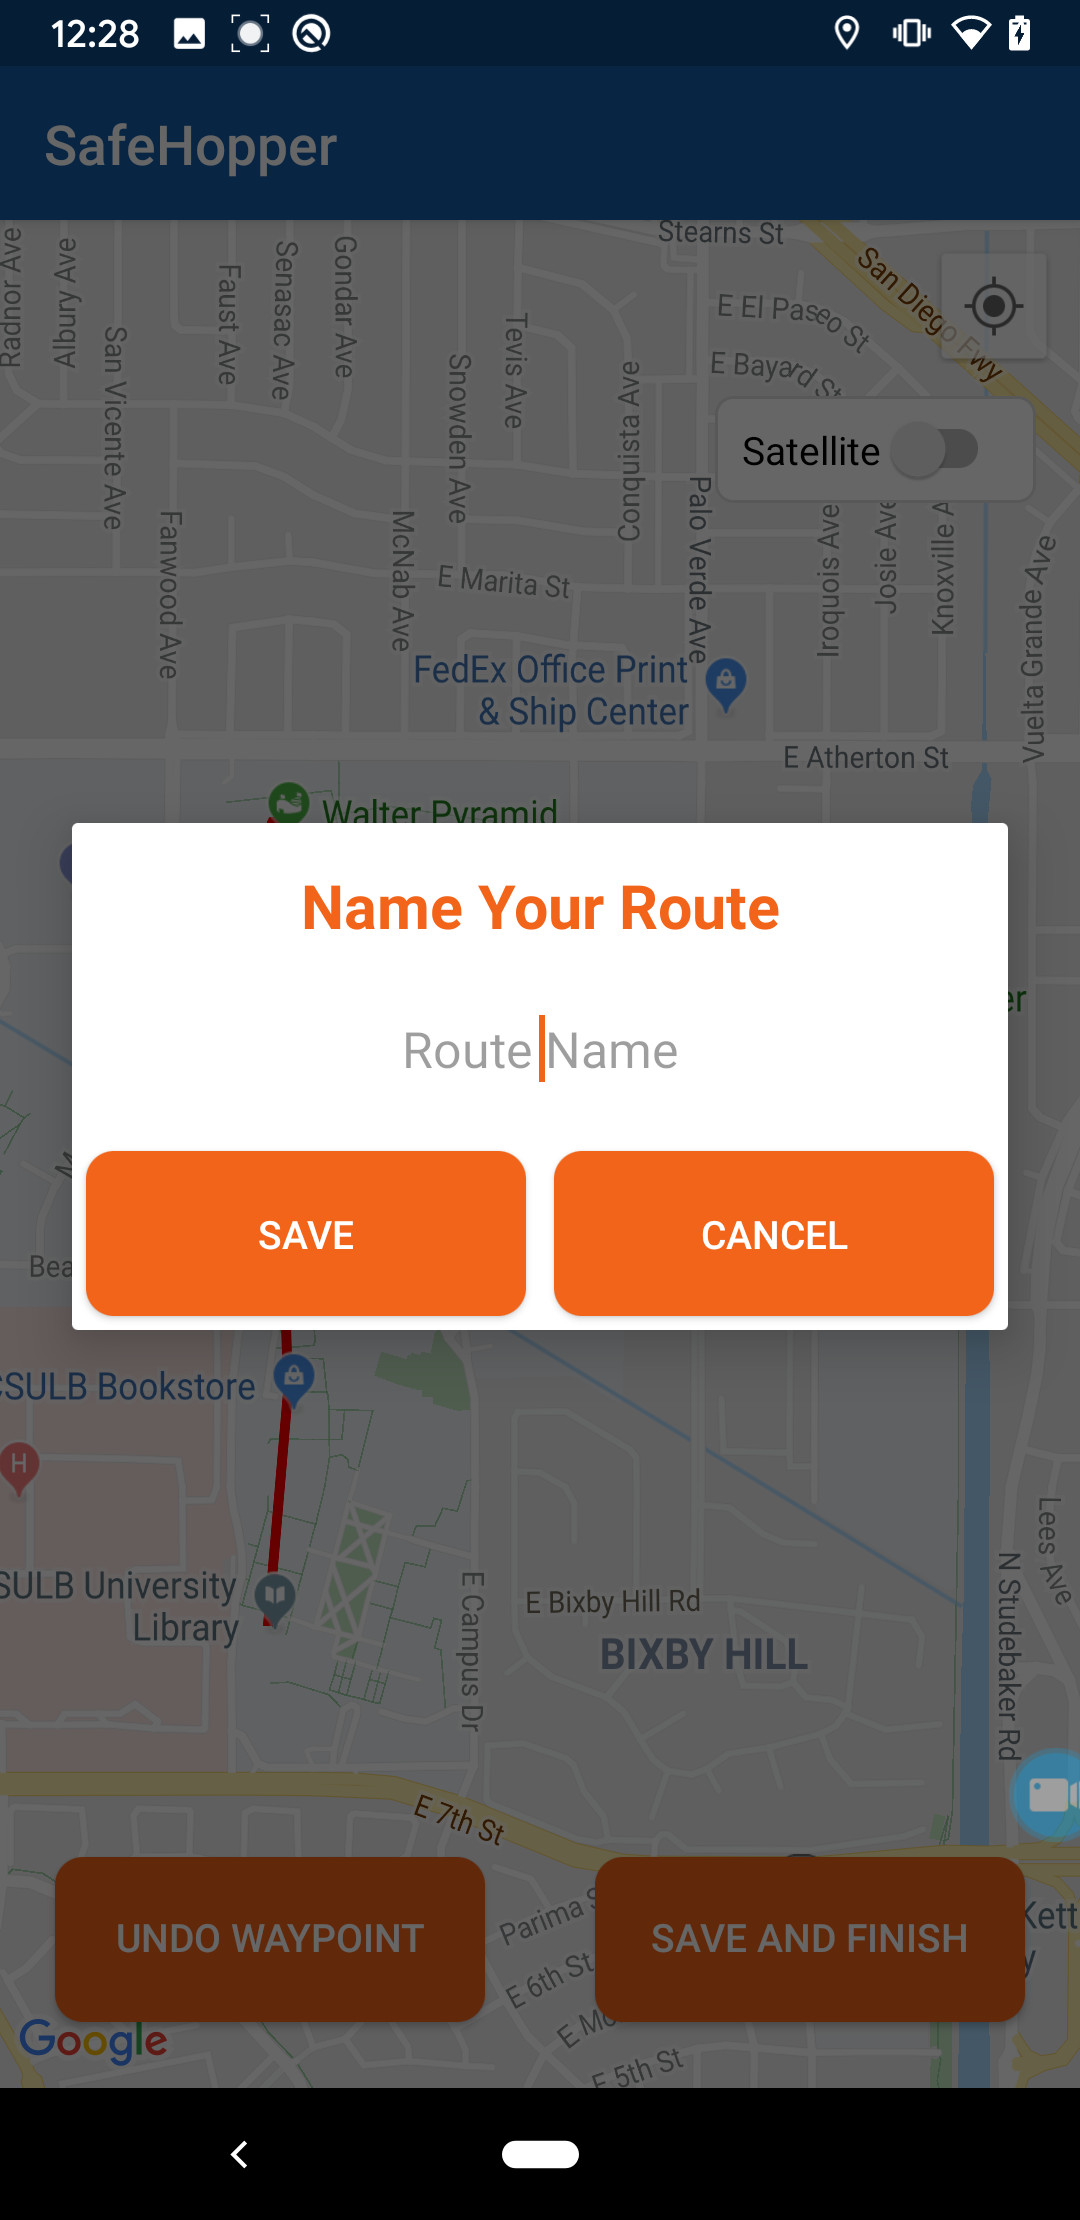 12:28
SafeHopper
Stearns St
San Diego Fwy
Radnor Ave
Albury Ave
San Vicente Ave
Faust Ave
Senasac Ave
Gondar Ave
Snowden Ave
Tevis Ave
E El Paseo St
E Bayard St
Satellite
Coquinsta Ave
Palo Verde Ave
Fanwood Ave
McNab Ave
E Marita St
Iroquois Ave
Josie Ave
Knoxville A
Vuelta Grande Ave
FedEx Office Print
& Ship Center
E Atherton St
Walter Pyramid
Name Your Route
er
Route Name
SAVE
CANCEL
Bea
CSULB Bookstore
H
SULB University
Library
E Campus Dr
E Bixby Hill Rd
BIXBY HILL
Lees Ave
N Studebaker Rd
E 7th St
UNDO WAYPOINT
Parima S
SAVE AND FINISH
Kett
y
E 6th St
E Mo
E 5th St
Google